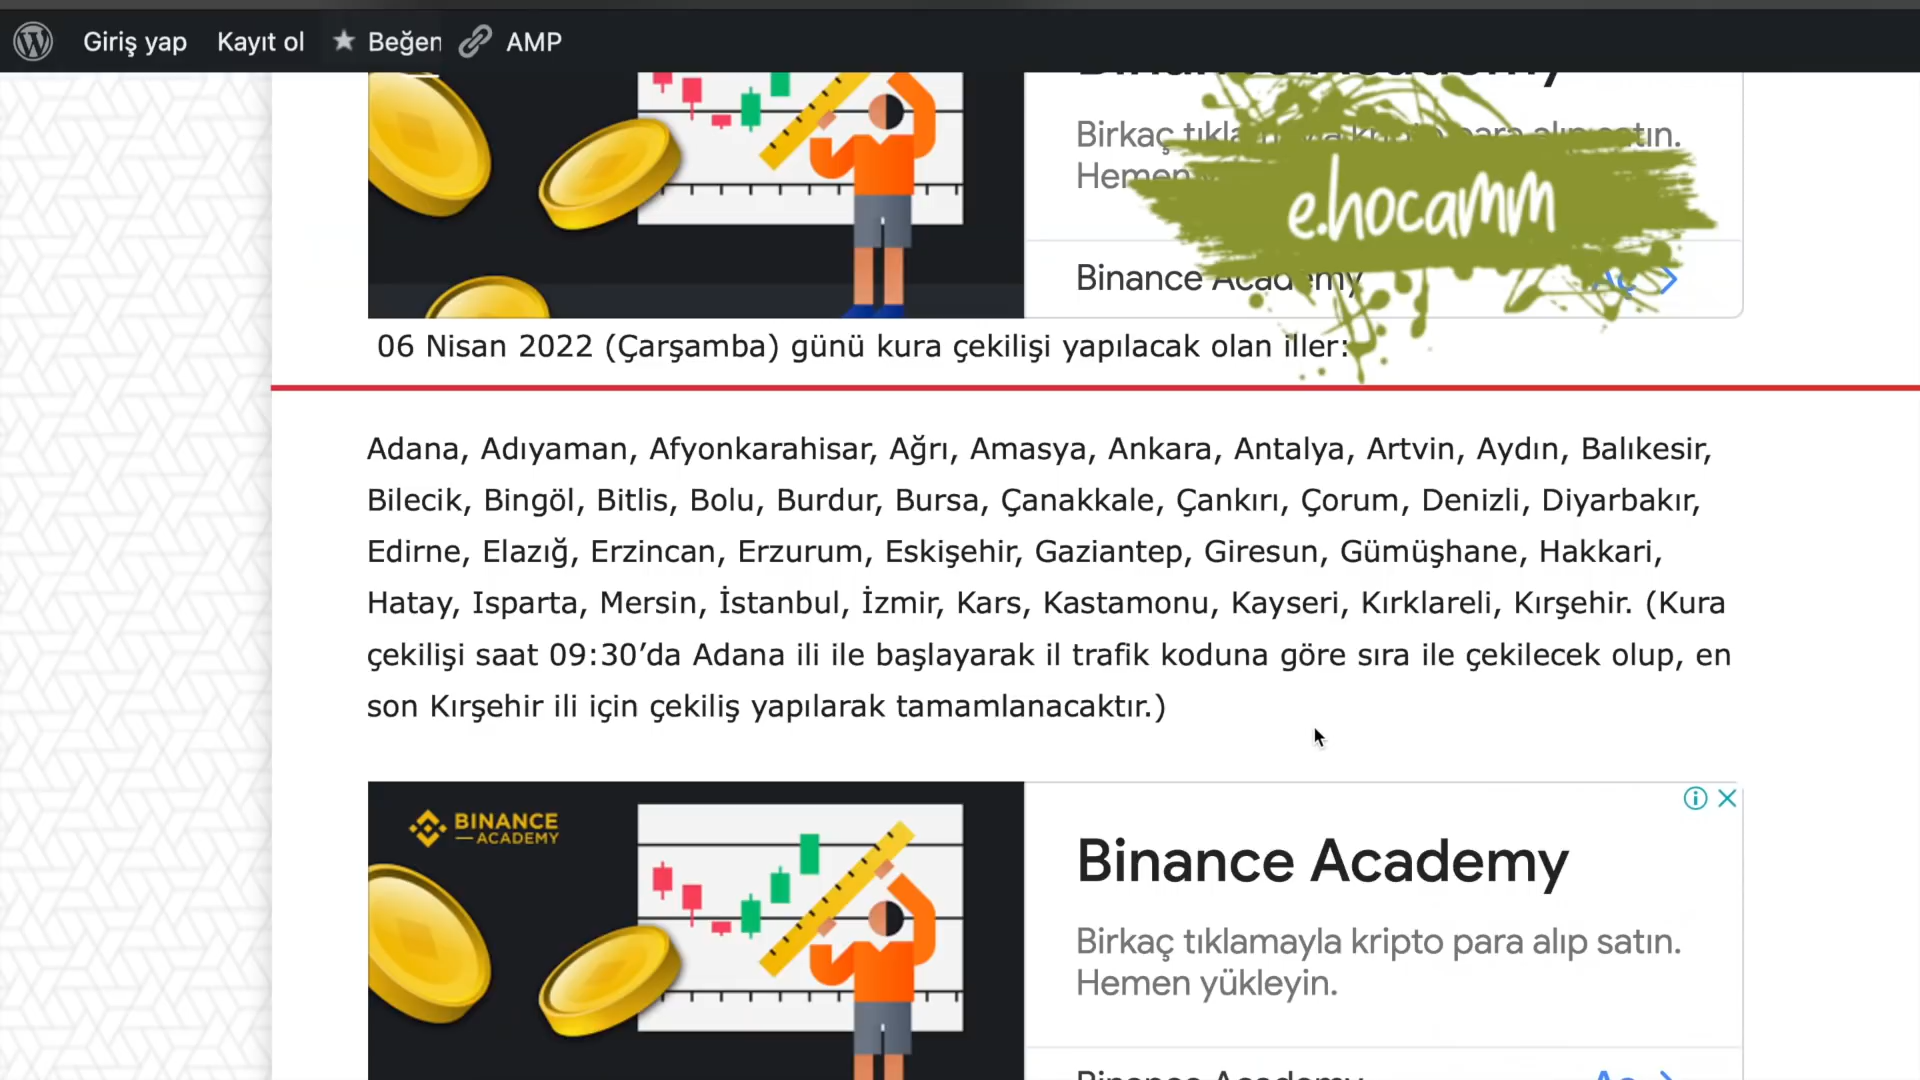 Giriş yap Kayıt ol Beğen AMP
Birkaç
e.hocamm
Binance Academy
06 Nisan 2022 (Çarşamba) günü kura çekilişi yapılacak olan iller:
Adana, Adıyaman, Afyonkarahisar, Ağrı, Amasya, Ankara, Antalya, Artvin, Aydın, Balıkesir,
Bilecik, Bingöl, Bitlis, Bolu, Burdur, Bursa, Çanakkale, Çankırı, Çorum, Denizli, Diyarbakır,
Edirne, Elazığ, Erzincan, Erzurum, Eskişehir, Gaziantep, Giresun, Gümüşhane, Hakkari,
Hatay, Isparta, Mersin, İstanbul, İzmir, Kars, Kastamonu, Kayseri, Kırklareli, Kırşehir. (Kura
çekilişi saat 09:30’da Adana ili ile başlayarak il trafik koduna göre sıra ile çekilecek olup, en
son Kırşehir ili için çekiliş yapılarak tamamlanacaktır.)
BINANCE
ACADEMY
Binance Academy
Birkaç tıklamayla kripto para alıp satın.
Hemen yükleyin.